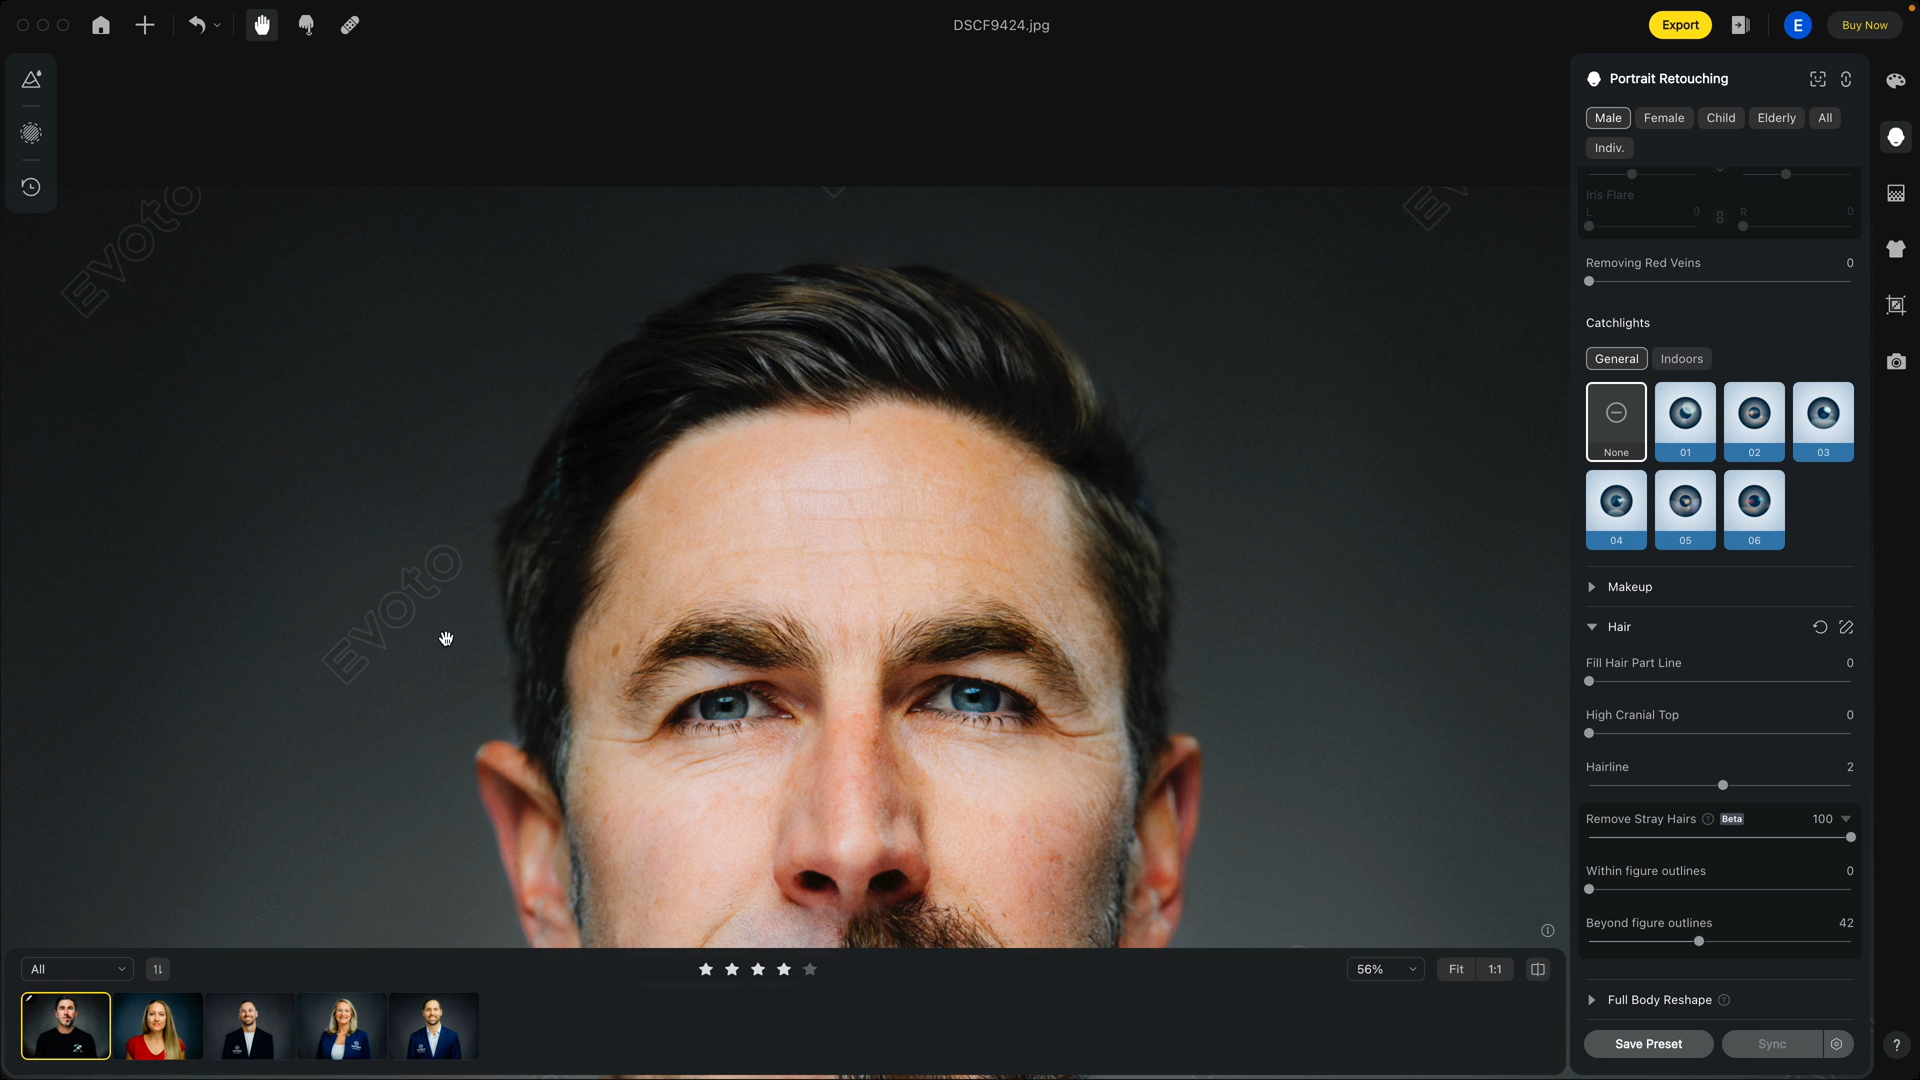 DSCF9424.jpg
Export
E
Buy Now
Portrait Retouching
Male Female Child Elderly All
Indiv.
Iris Flare
L 0 R 0
Removing Red Veins 0
Catchlights
General Indoors
None 01 02 03
04 05 06
Makeup
Hair
Fill Hair Part Line 0
High Cranial Top 0
Hairline 2
Remove Stray Hairs ? Beta 100
Within figure outlines 0
Beyond figure outlines 42
Full Body Reshape ?
Save Preset Sync
?
EVOTO
EVOTO
All
56% Fit 1:1